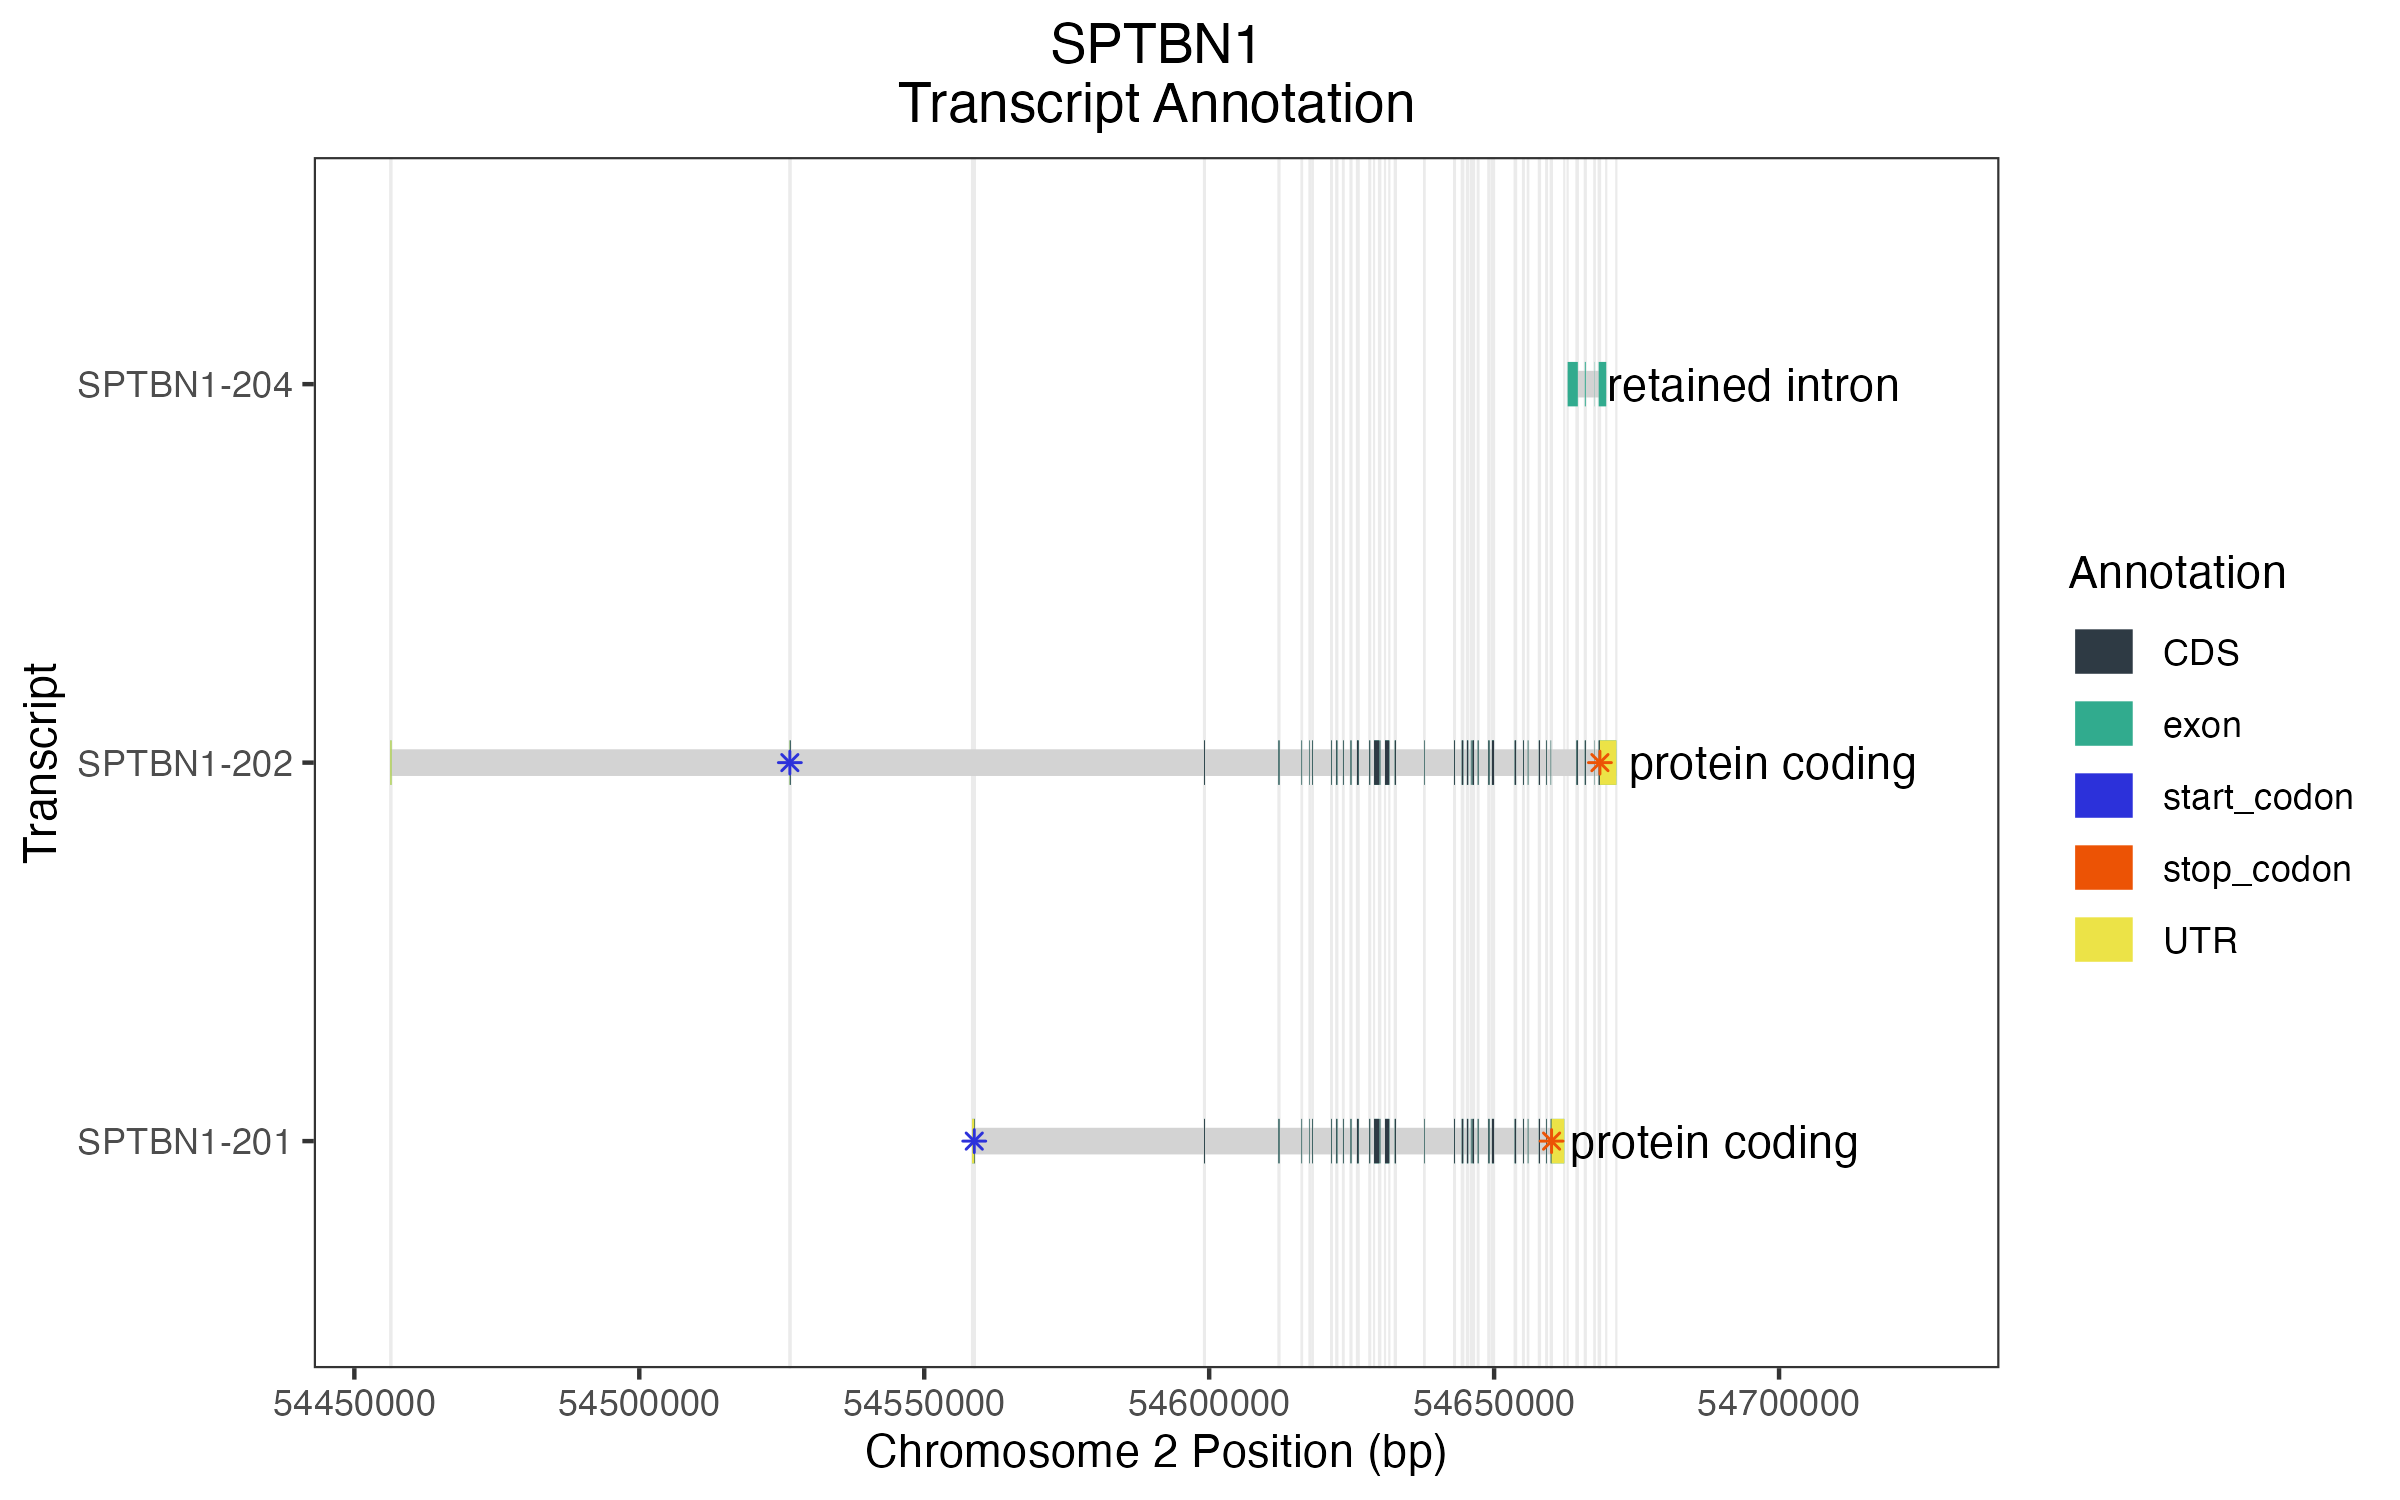 SPTBN1
Transcript Annotation
Transcript
SPTBN1-204
retained intron
SPTBN1-202
protein coding
SPTBN1-201
protein coding
54450000
54500000
54550000
54600000
54650000
54700000
Chromosome 2 Position (bp)
Annotation
CDS
exon
start_codon
stop_codon
UTR